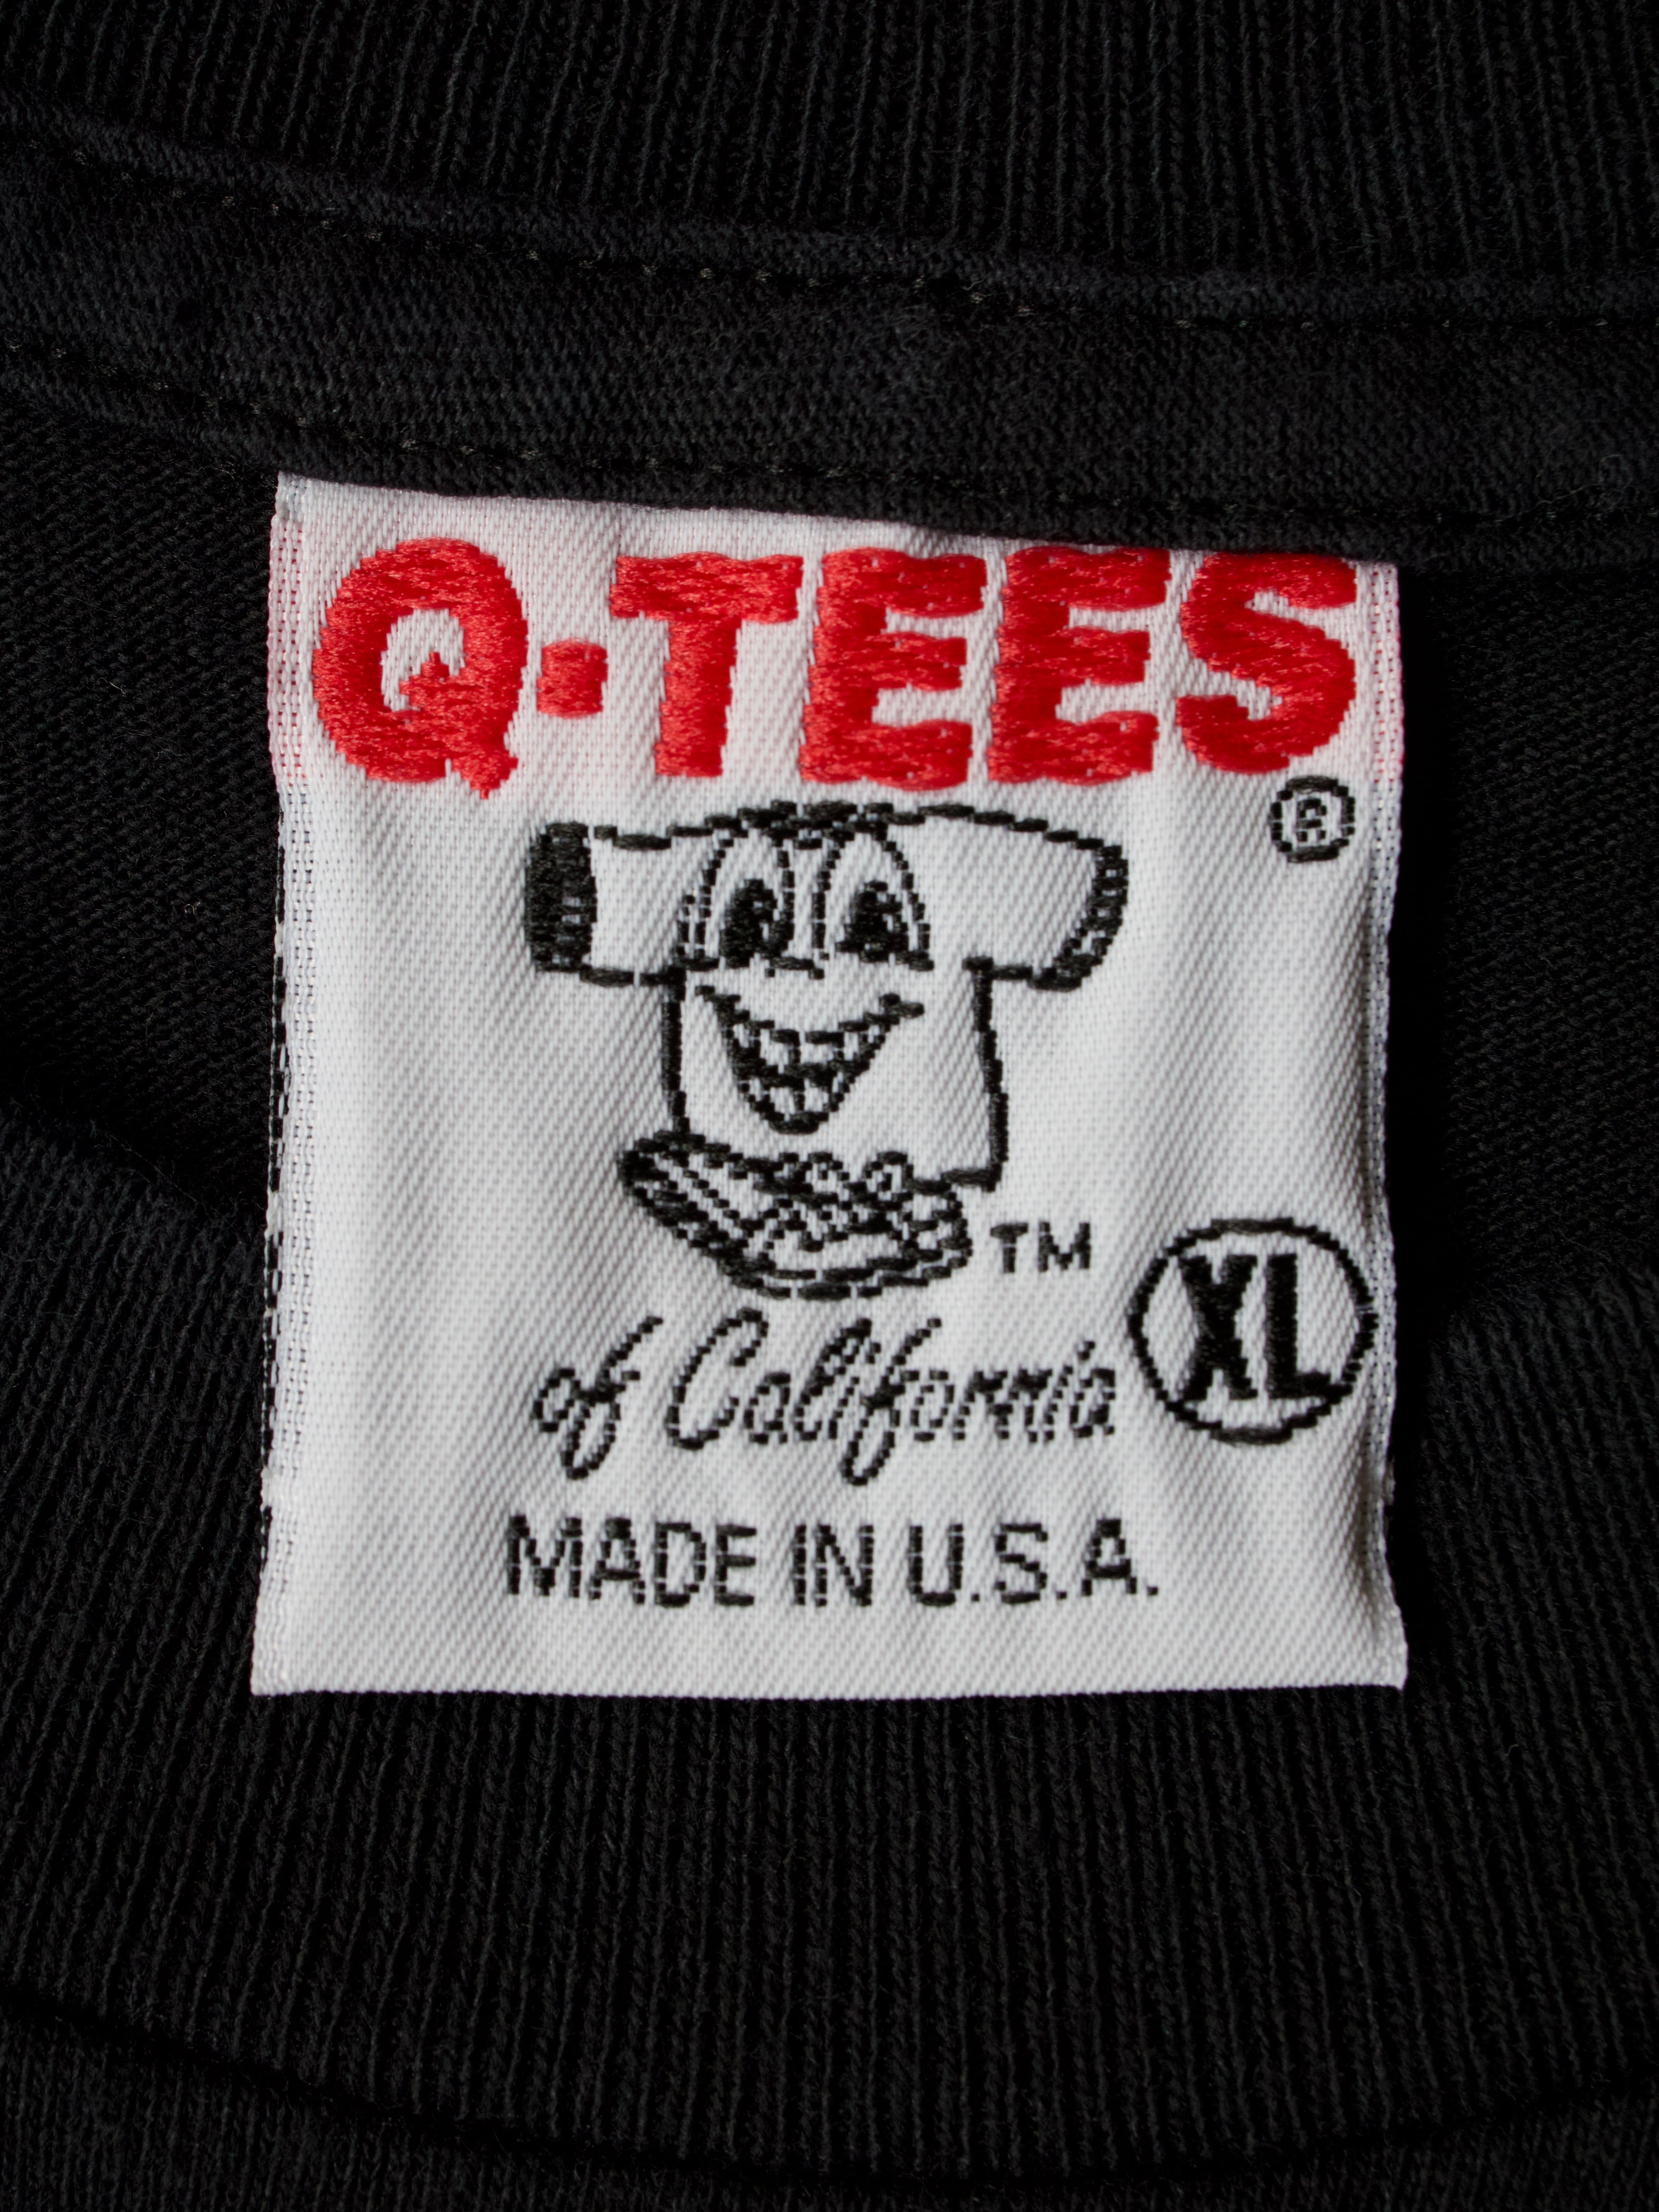 Q·TEES
®
TM
XL
of California
MADE IN U.S.A.